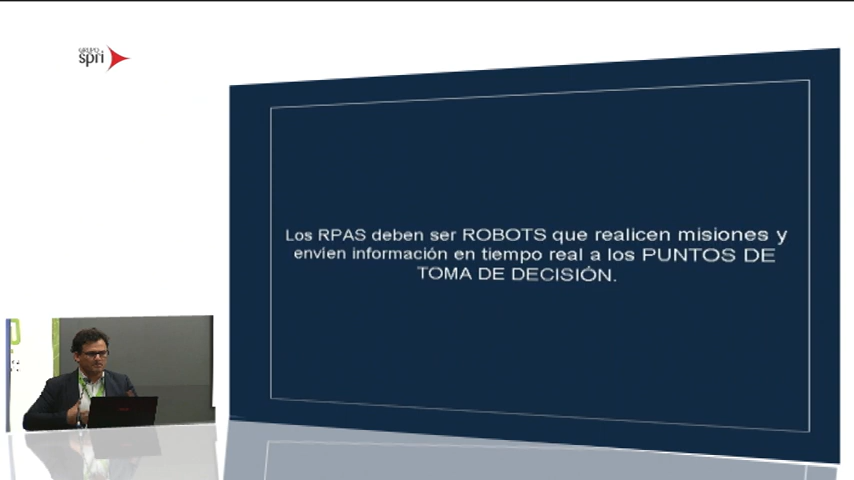 GRUPO
spri
Los RPAS deben ser ROBOTS que realicen misiones y
envíen información en tiempo real a los PUNTOS DE
TOMA DE DECISIÓN.